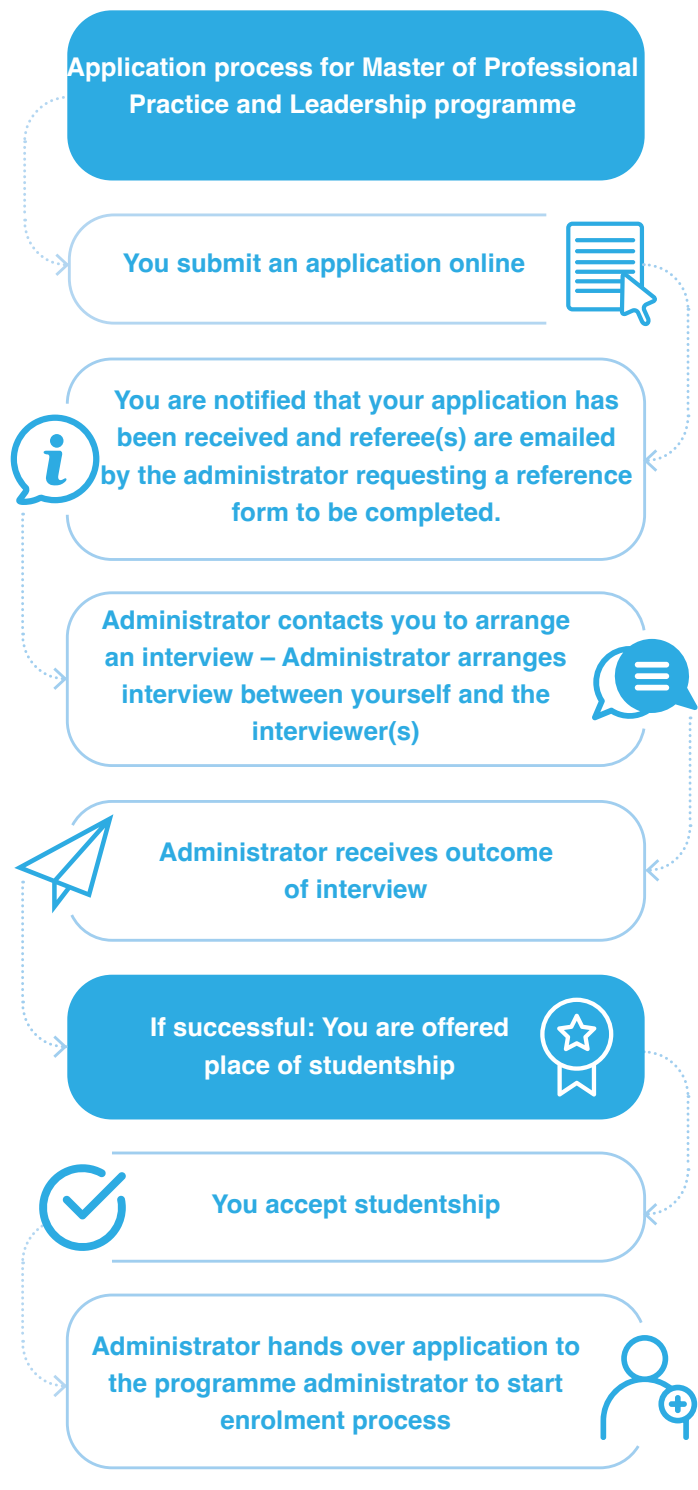 Application process for Master of Professional
Practice and Leadership programme
You submit an application online
You are notified that your application has
been received and referee(s) are emailed
by the administrator requesting a reference
form to be completed.
Administrator contacts you to arrange
an interview – Administrator arranges
interview between yourself and the
interviewer(s)
Administrator receives outcome
of interview
If successful: You are offered
place of studentship
You accept studentship
Administrator hands over application to
the programme administrator to start
enrolment process